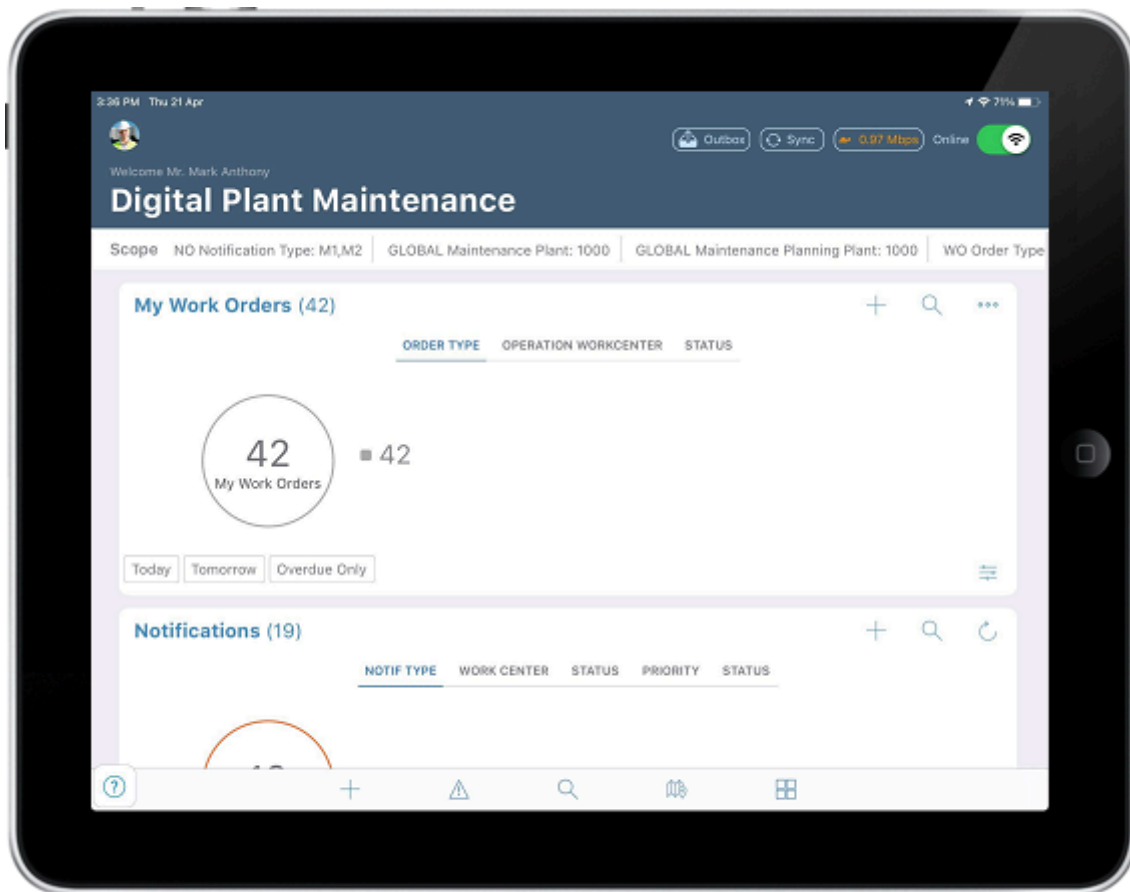 3:36 PM Thu 21 Apr 71%
Outbox Sync 0.97 Mbps Online
Welcome Mr. Mark Anthony
Digital Plant Maintenance
Scope NO Notification Type: M1,M2 GLOBAL Maintenance Plant: 1000 GLOBAL Maintenance Planning Plant: 1000 WO Order Type
My Work Orders (42)
ORDER TYPE OPERATION WORKCENTER STATUS
42 42
My Work Orders
Today Tomorrow Overdue Only
Notifications (19)
NOTIF TYPE WORK CENTER STATUS PRIORITY STATUS
?